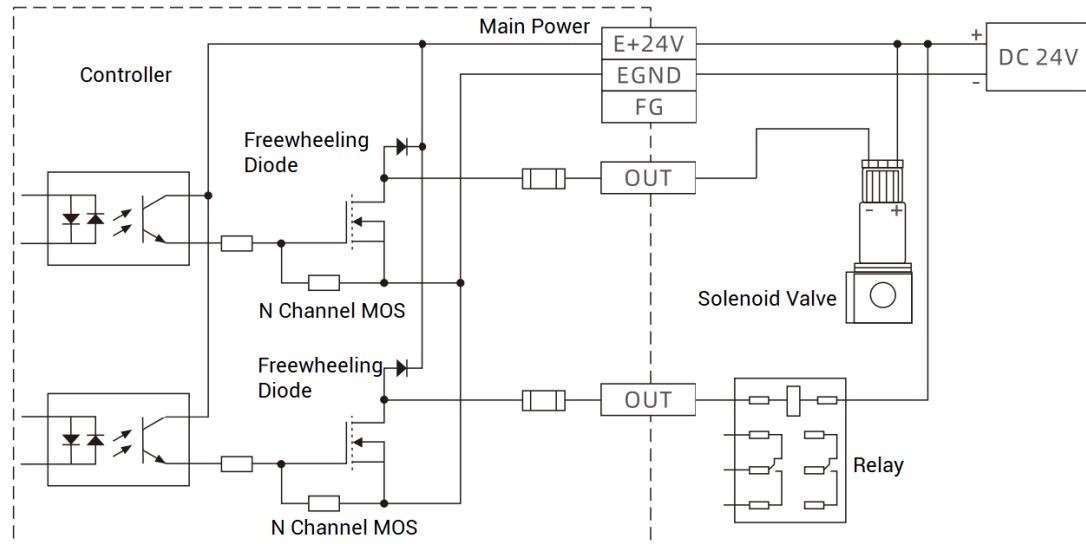 Main Power
E+24V
+
DC 24V
-
Controller
EGND
FG
Freewheeling
Diode
OUT
- +
N Channel MOS
Solenoid Valve
Freewheeling
Diode
OUT
Relay
N Channel MOS